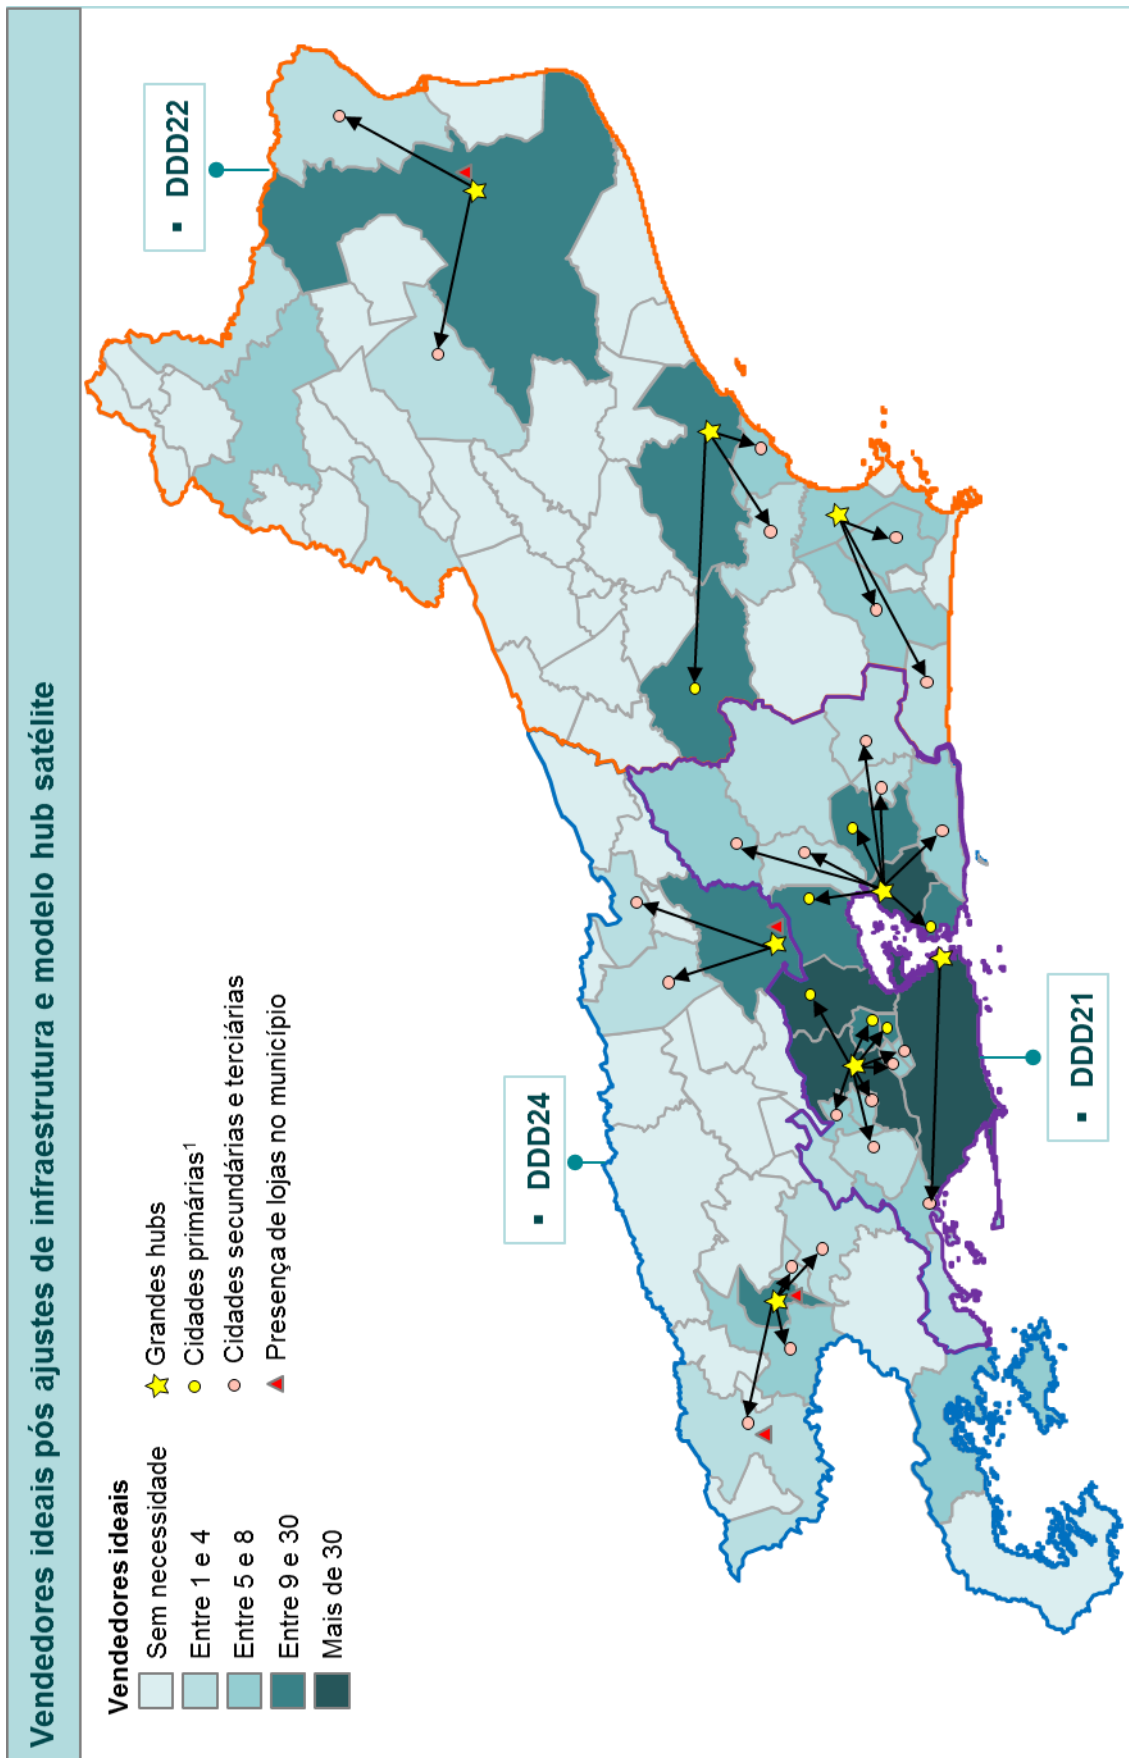 Vendedores ideais pós ajustes de infraestrutura e modelo hub satélite
Vendedores ideais
Sem necessidade
Entre 1 e 4
Entre 5 e 8
Entre 9 e 30
Mais de 30
Grandes hubs
Cidades primárias¹
Cidades secundárias e terciárias
Presença de lojas no município
▪ DDD24
▪ DDD21
▪ DDD22